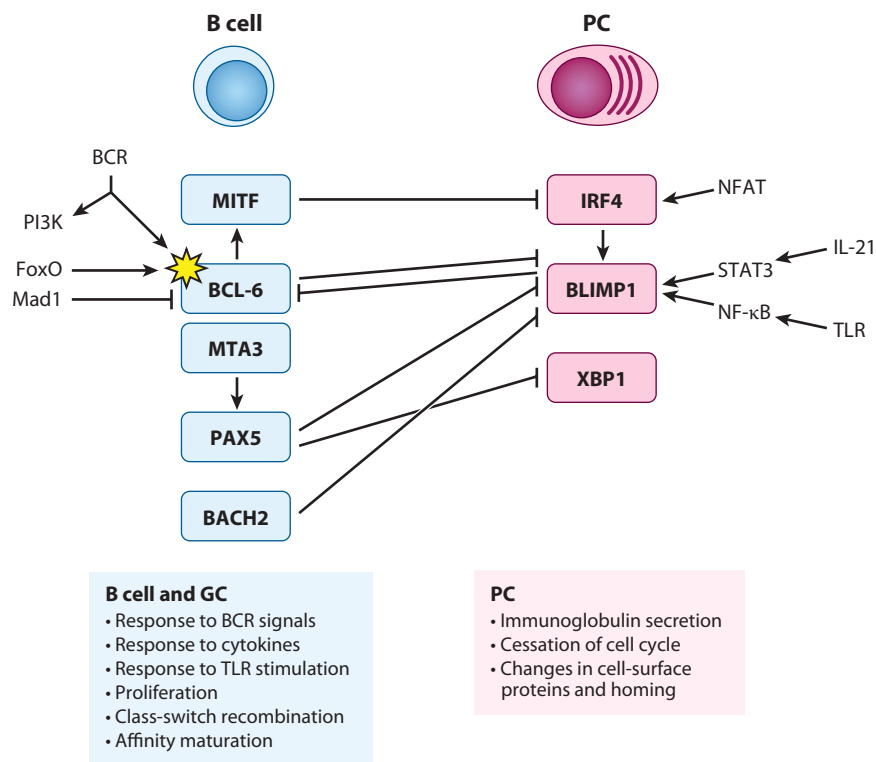 B cell
PC
BCR
PI3K
FoxO
Mad1
MITF
BCL-6
MTA3
PAX5
BACH2
IRF4
BLIMP1
XBP1
NFAT
IL-21
STAT3
NF-κB
TLR
B cell and GC
• Response to BCR signals
• Response to cytokines
• Response to TLR stimulation
• Proliferation
• Class-switch recombination
• Affinity maturation
PC
• Immunoglobulin secretion
• Cessation of cell cycle
• Changes in cell-surface
proteins and homing